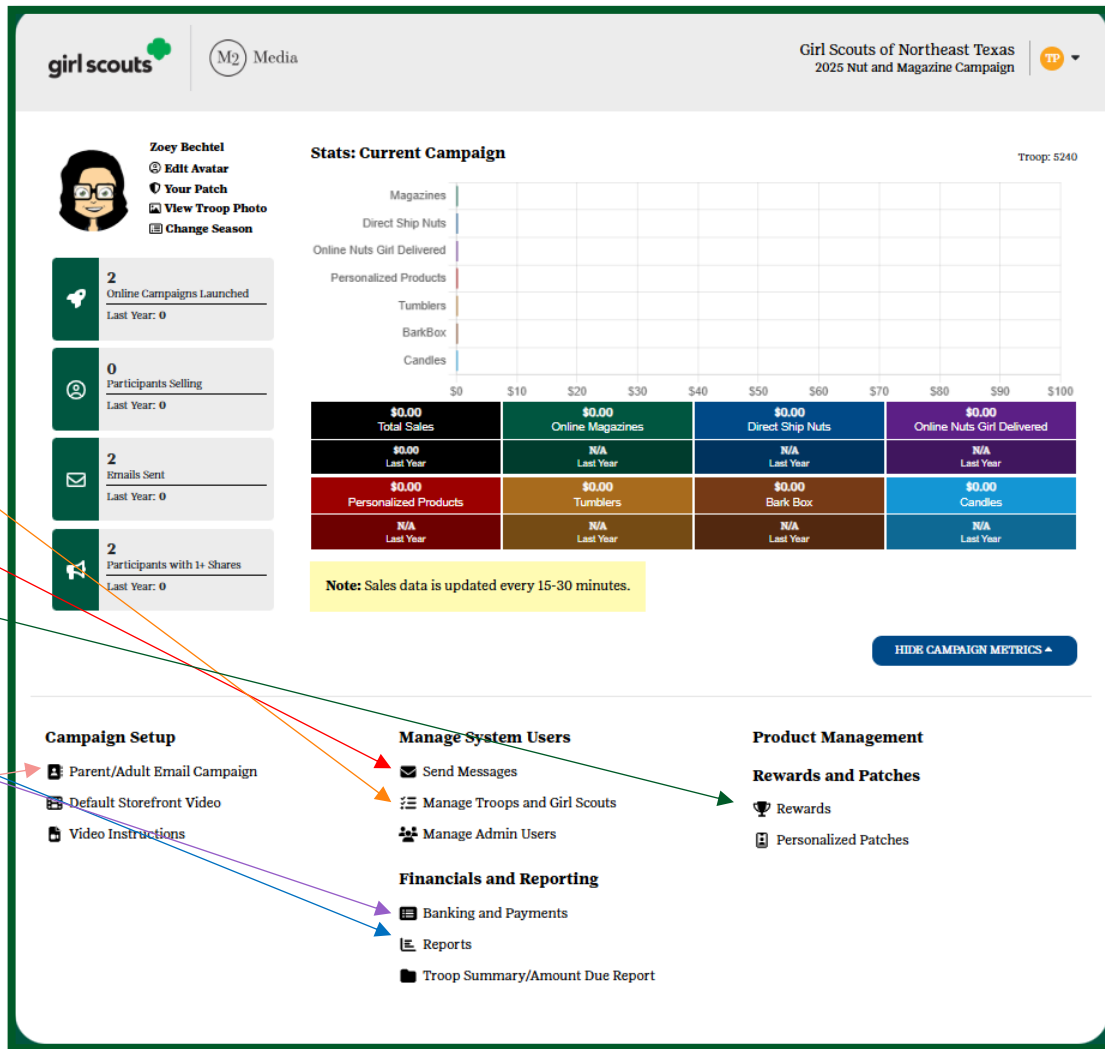 girl scouts
M2 Media
Girl Scouts of Northeast Texas
2025 Nut and Magazine Campaign
TP
Zoey Bechtel
Edit Avatar
Your Patch
View Troop Photo
Change Season
2
Online Campaigns Launched
Last Year: 0
0
Participants Selling
Last Year: 0
2
Emails Sent
Last Year: 0
2
Participants with 1+ Shares
Last Year: 0
Stats: Current Campaign
Troop: 5240
Magazines
Direct Ship Nuts
Online Nuts Girl Delivered
Personalized Products
Tumblers
BarkBox
Candles
$0 $10 $20 $30 $40 $50 $60 $70 $80 $90 $100
$0.00 $0.00 $0.00 $0.00
Total Sales Online Magazines Direct Ship Nuts Online Nuts Girl Delivered
$0.00 N/A N/A N/A
Last Year Last Year Last Year Last Year
$0.00 $0.00 $0.00 $0.00
Personalized Products Tumblers Bark Box Candles
N/A N/A N/A N/A
Last Year Last Year Last Year Last Year
Note: Sales data is updated every 15-30 minutes.
HIDE CAMPAIGN METRICS
Campaign Setup
Parent/Adult Email Campaign
Default Storefront Video
Video Instructions
Manage System Users
Send Messages
Manage Troops and Girl Scouts
Manage Admin Users
Financials and Reporting
Banking and Payments
Reports
Troop Summary/Amount Due Report
Product Management
Rewards and Patches
Rewards
Personalized Patches